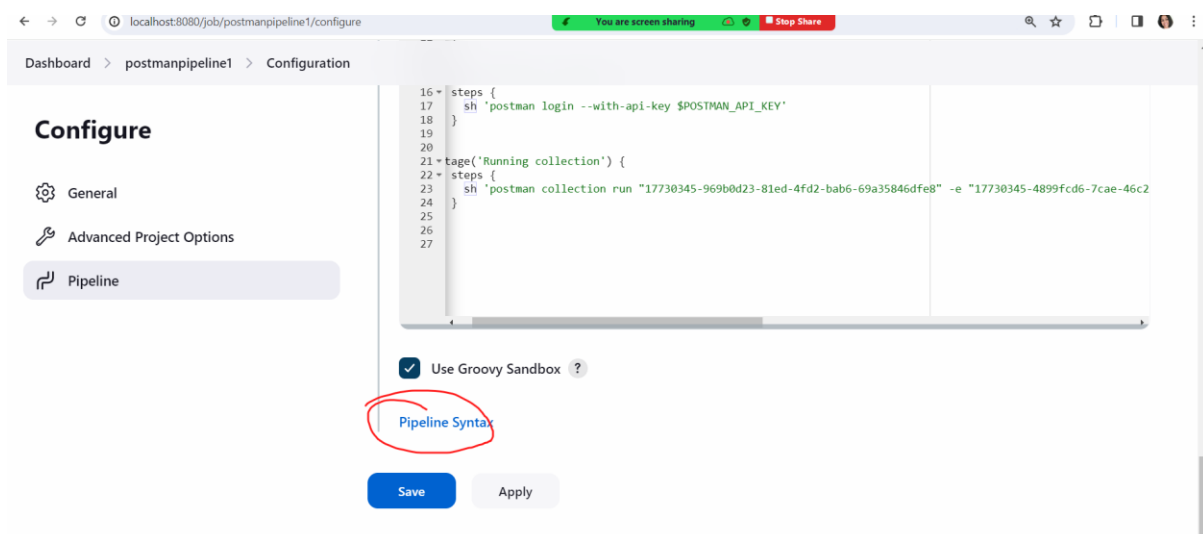 localhost:8080/job/postmanpipeline1/configure
You are screen sharing
Stop Share
Dashboard > postmanpipeline1 > Configuration
Configure
General
Advanced Project Options
Pipeline
16 steps {
17 sh 'postman login --with-api-key $POSTMAN_API_KEY'
18 }
19
20
21 tage('Running collection') {
22 steps {
23 sh 'postman collection run "17730345-969b0d23-81ed-4fd2-bab6-69a35846dfe8" -e "17730345-4899fcd6-7cae-46c2
24 }
25
26
27
Use Groovy Sandbox ?
Pipeline Syntax
Save Apply